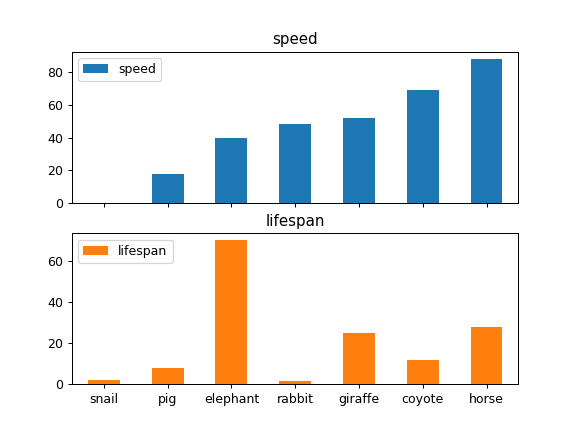 speed
speed
80
60
40
20
0
lifespan
lifespan
60
40
20
0
snail pig elephant rabbit giraffe coyote horse